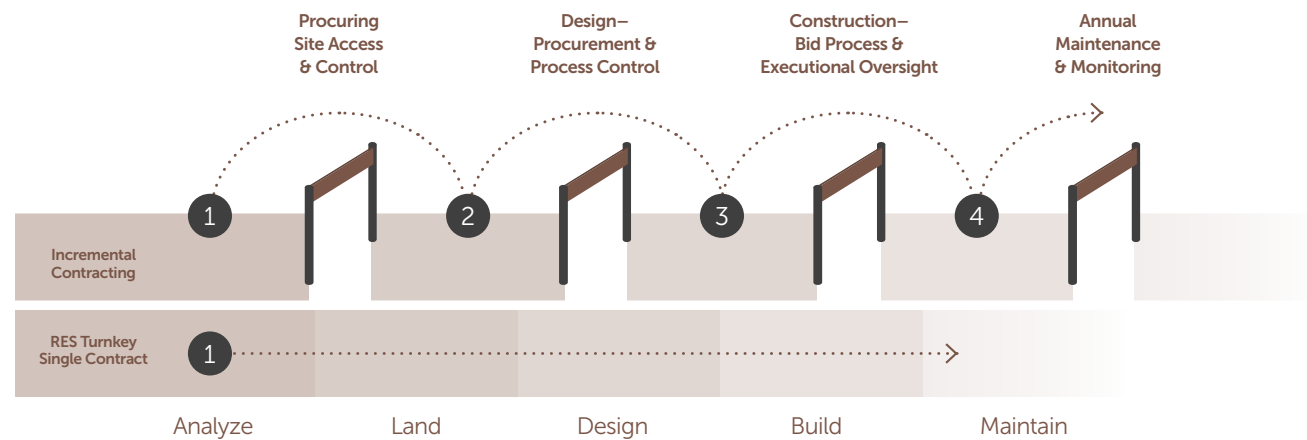 Procuring
Site Access
& Control
Design–
Procurement &
Process Control
Construction–
Bid Process &
Executional Oversight
Annual
Maintenance
& Monitoring
1
2
3
4
Incremental
Contracting
RES Turnkey
Single Contract
1
Analyze
Land
Design
Build
Maintain